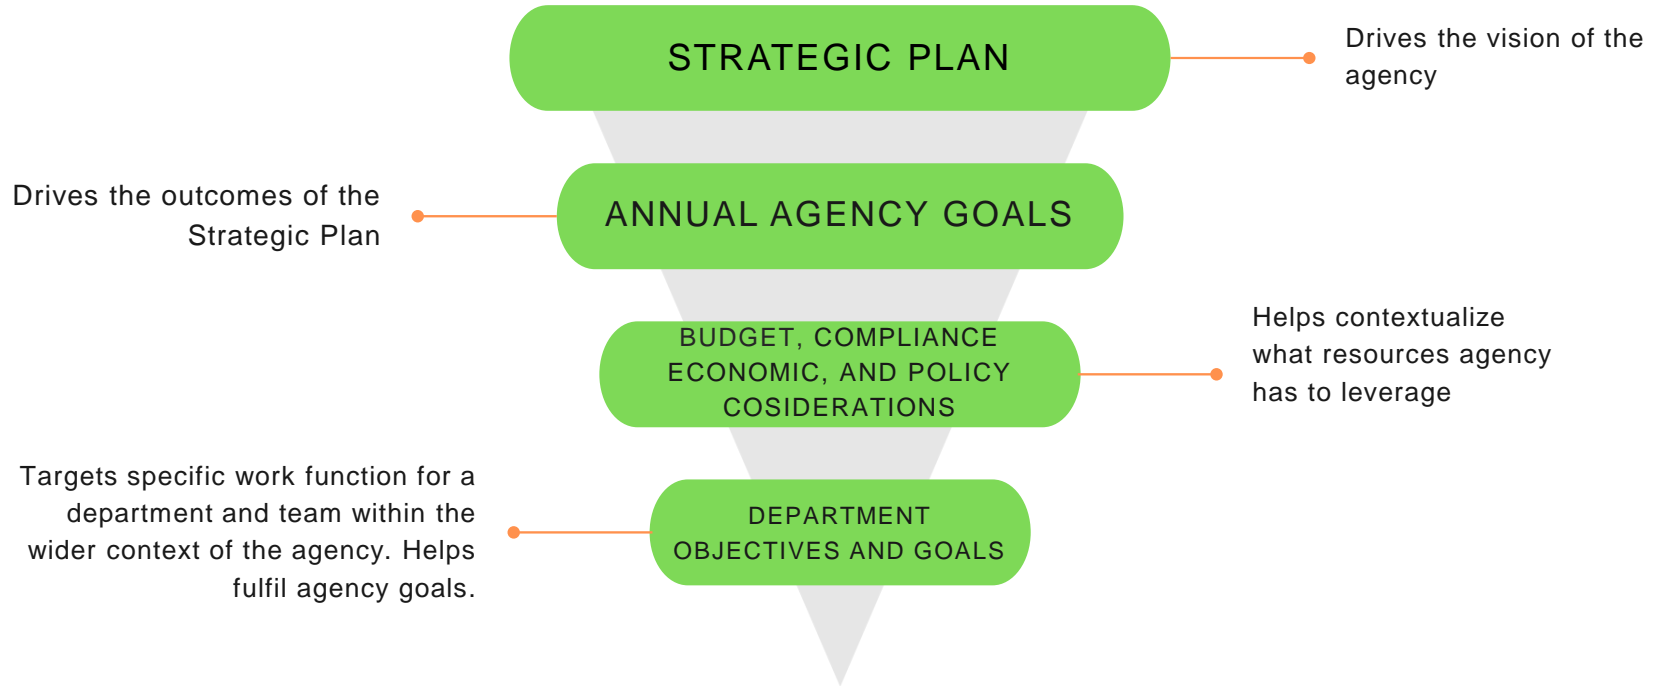 STRATEGIC PLAN
Drives the vision of the
agency
Drives the outcomes of the
Strategic Plan
ANNUAL AGENCY GOALS
BUDGET, COMPLIANCE
ECONOMIC, AND POLICY
COSIDERATIONS
Helps contextualize
what resources agency
has to leverage
Targets specific work function for a
department and team within the
wider context of the agency. Helps
fulfil agency goals.
DEPARTMENT
OBJECTIVES AND GOALS